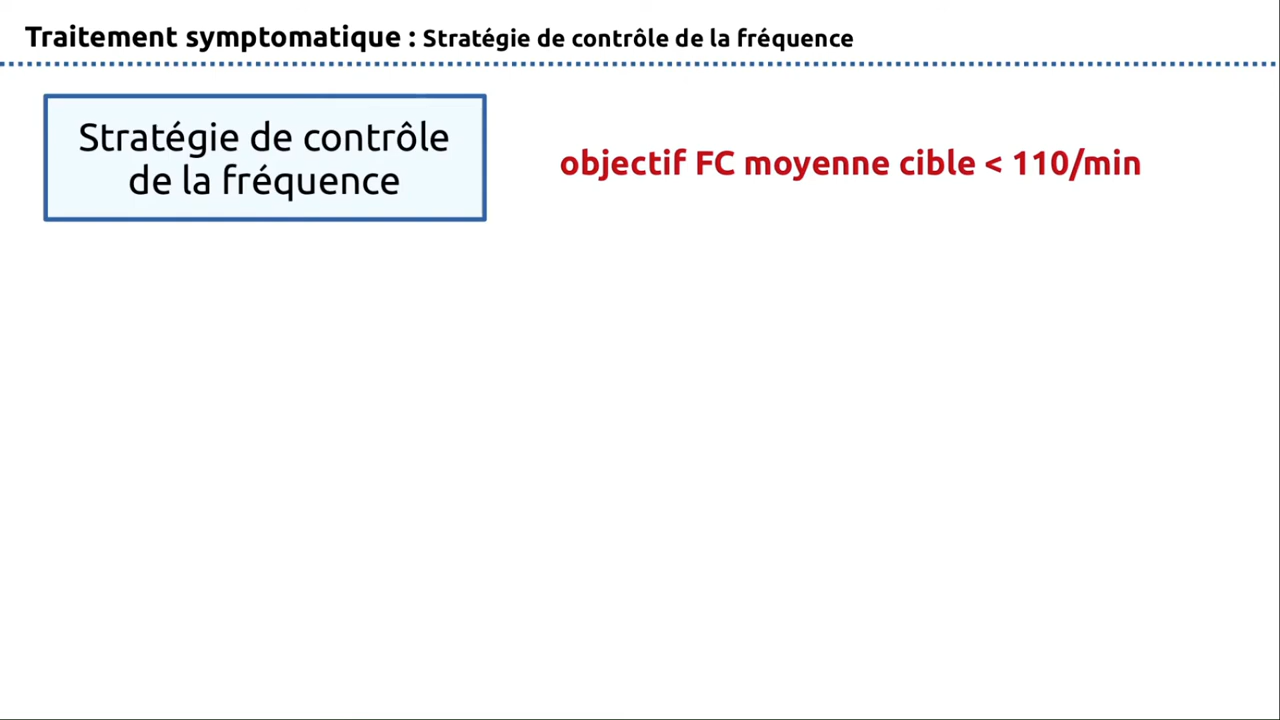 Traitement symptomatique : Stratégie de contrôle de la fréquence
Stratégie de contrôle
de la fréquence
objectif FC moyenne cible < 110/min